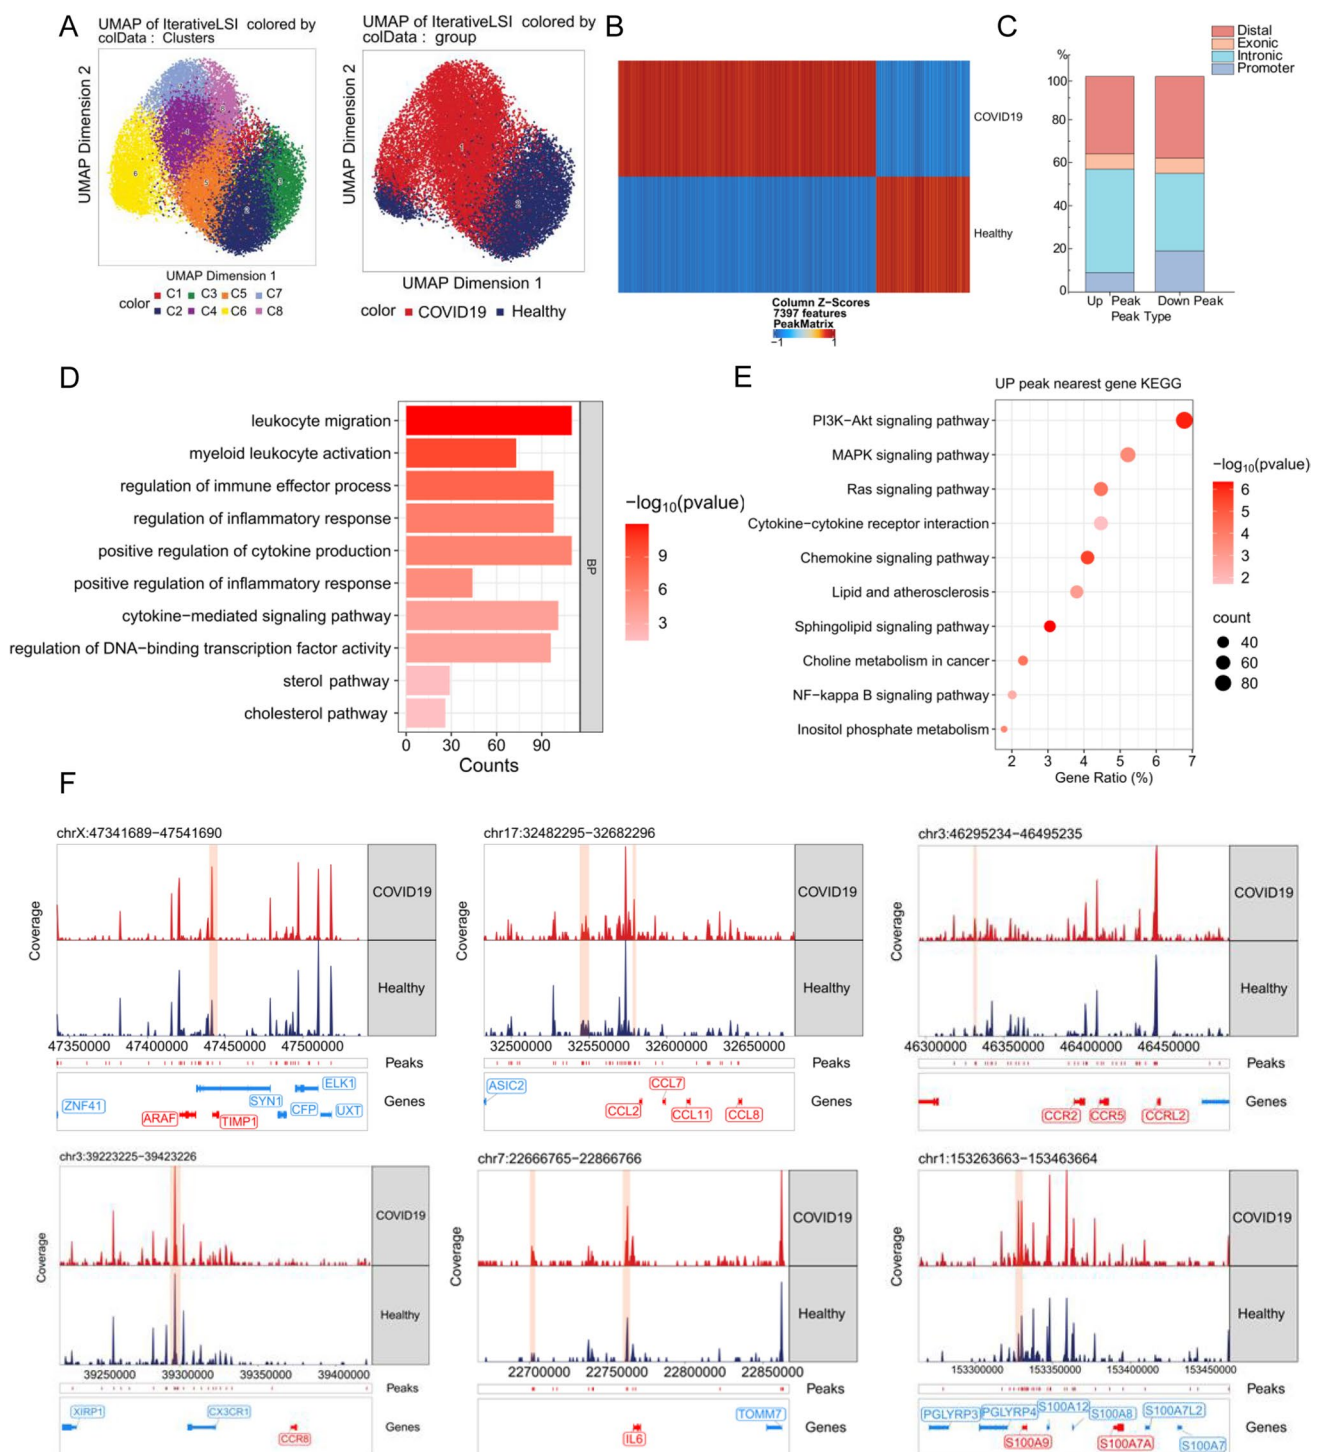 A
UMAP of IterativeLSI colored by
colData : Clusters
UMAP Dimension 2
UMAP Dimension 1
color
C1
C3
C5
C7
C2
C4
C6
C8
UMAP of IterativeLSI colored by
colData : group
UMAP Dimension 2
1
2
UMAP Dimension 1
color COVID19 Healthy
B
COVID19
Healthy
Column Z−Scores
7397 features
PeakMatrix
−1 1
C
Distal
Exonic
Intronic
Promoter
%
100
80
60
40
20
0
Up Peak Down Peak
Peak Type
D
leukocyte migration
myeloid leukocyte activation
regulation of immune effector process
regulation of inflammatory response
positive regulation of cytokine production
positive regulation of inflammatory response
cytokine−mediated signaling pathway
regulation of DNA−binding transcription factor activity
sterol pathway
cholesterol pathway
BP
0 30 60 90
Counts
−log10(pvalue)
9
6
3
E
UP peak nearest gene KEGG
PI3K−Akt signaling pathway
MAPK signaling pathway
Ras signaling pathway
Cytokine−cytokine receptor interaction
Chemokine signaling pathway
Lipid and atherosclerosis
Sphingolipid signaling pathway
Choline metabolism in cancer
NF−kappa B signaling pathway
Inositol phosphate metabolism
2 3 4 5 6 7
Gene Ratio (%)
−log10(pvalue)
6
5
4
3
2
count
40
60
80
F
chrX:47341689−47541690
Coverage
COVID19
Healthy
47350000 47400000 47450000 47500000
Peaks
ZNF41
ARAF
SYN1
TIMP1
CFP
ELK1
UXT
Genes
chr17:32482295−32682296
Coverage
COVID19
Healthy
32500000 32550000 32600000 32650000
Peaks
ASIC2
CCL2
CCL7
CCL11
CCL8
Genes
chr3:46295234−46495235
Coverage
COVID19
Healthy
46300000 46350000 46400000 46450000
Peaks
CCR2
CCR5
CCRL2
Genes
chr3:39223225−39423226
Coverage
COVID19
Healthy
39250000 39300000 39350000 39400000
Peaks
XIRP1
CX3CR1
CCR8
Genes
chr7:22666765−22866766
Coverage
COVID19
Healthy
22700000 22750000 22800000 22850000
Peaks
TOMM7
IL6
Genes
chr1:153263663−153463664
Coverage
COVID19
Healthy
153300000 153350000 153400000 153450000
Peaks
PGLYRP3
PGLYRP4
S100A12
S100A8
S100A7L2
S100A9
S100A7A
S100A7
Genes